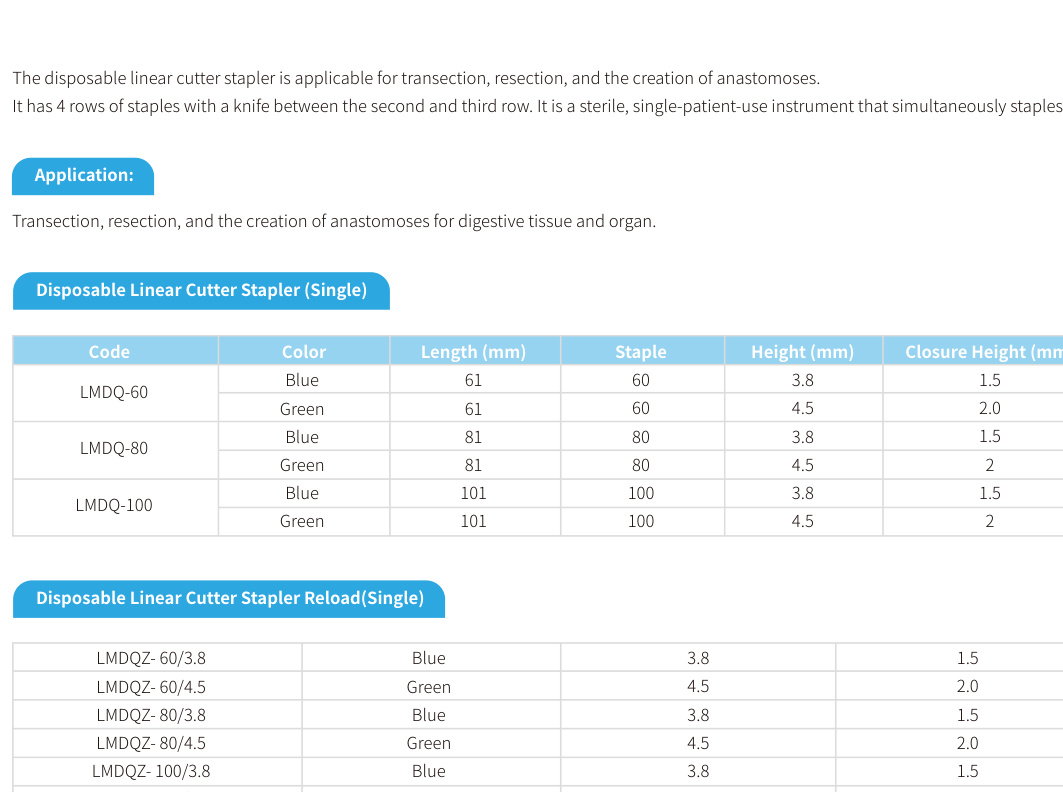 The disposable linear cutter stapler is applicable for transection, resection, and the creation of anastomoses.
It has 4 rows of staples with a knife between the second and third row. It is a sterile, single-patient-use instrument that simultaneously staples
Application:
Transection, resection, and the creation of anastomoses for digestive tissue and organ.
Disposable Linear Cutter Stapler (Single)
Code Color Length (mm) Staple Height (mm) Closure Height (mm
LMDQ-60 Blue 61 60 3.8 1.5
Green 61 60 4.5 2.0
LMDQ-80 Blue 81 80 3.8 1.5
Green 81 80 4.5 2
LMDQ-100 Blue 101 100 3.8 1.5
Green 101 100 4.5 2
Disposable Linear Cutter Stapler Reload(Single)
LMDQZ- 60/3.8 Blue 3.8 1.5
LMDQZ- 60/4.5 Green 4.5 2.0
LMDQZ- 80/3.8 Blue 3.8 1.5
LMDQZ- 80/4.5 Green 4.5 2.0
LMDQZ- 100/3.8 Blue 3.8 1.5